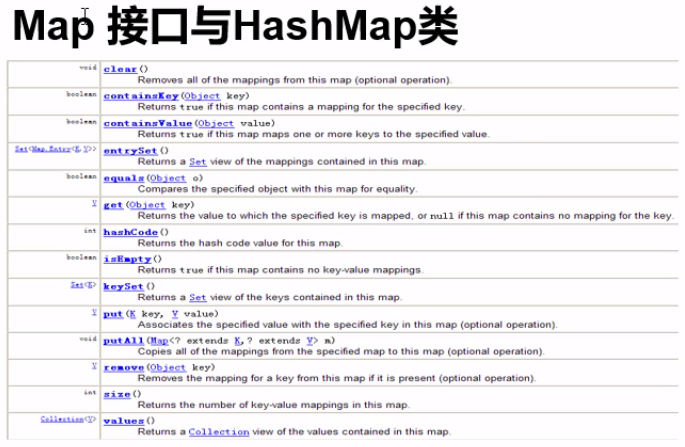 Map 接口与HashMap类
void clear()
Removes all of the mappings from this map (optional operation).
boolean containsKey(Object key)
Returns true if this map contains a mapping for the specified key.
boolean containsValue(Object value)
Returns true if this map maps one or more keys to the specified value.
Set<Map.Entry<K,V>> entrySet()
Returns a Set view of the mappings contained in this map.
boolean equals(Object o)
Compares the specified object with this map for equality.
V get(Object key)
Returns the value to which the specified key is mapped, or null if this map contains no mapping for the key.
int hashCode()
Returns the hash code value for this map.
boolean isEmpty()
Returns true if this map contains no key-value mappings.
Set<K> keySet()
Returns a Set view of the keys contained in this map.
V put(K key, V value)
Associates the specified value with the specified key in this map (optional operation).
void putAll(Map<? extends K,? extends V> m)
Copies all of the mappings from the specified map to this map (optional operation).
V remove(Object key)
Removes the mapping for a key from this map if it is present (optional operation).
int size()
Returns the number of key-value mappings in this map.
Collection<V> values()
Returns a Collection view of the values contained in this map.